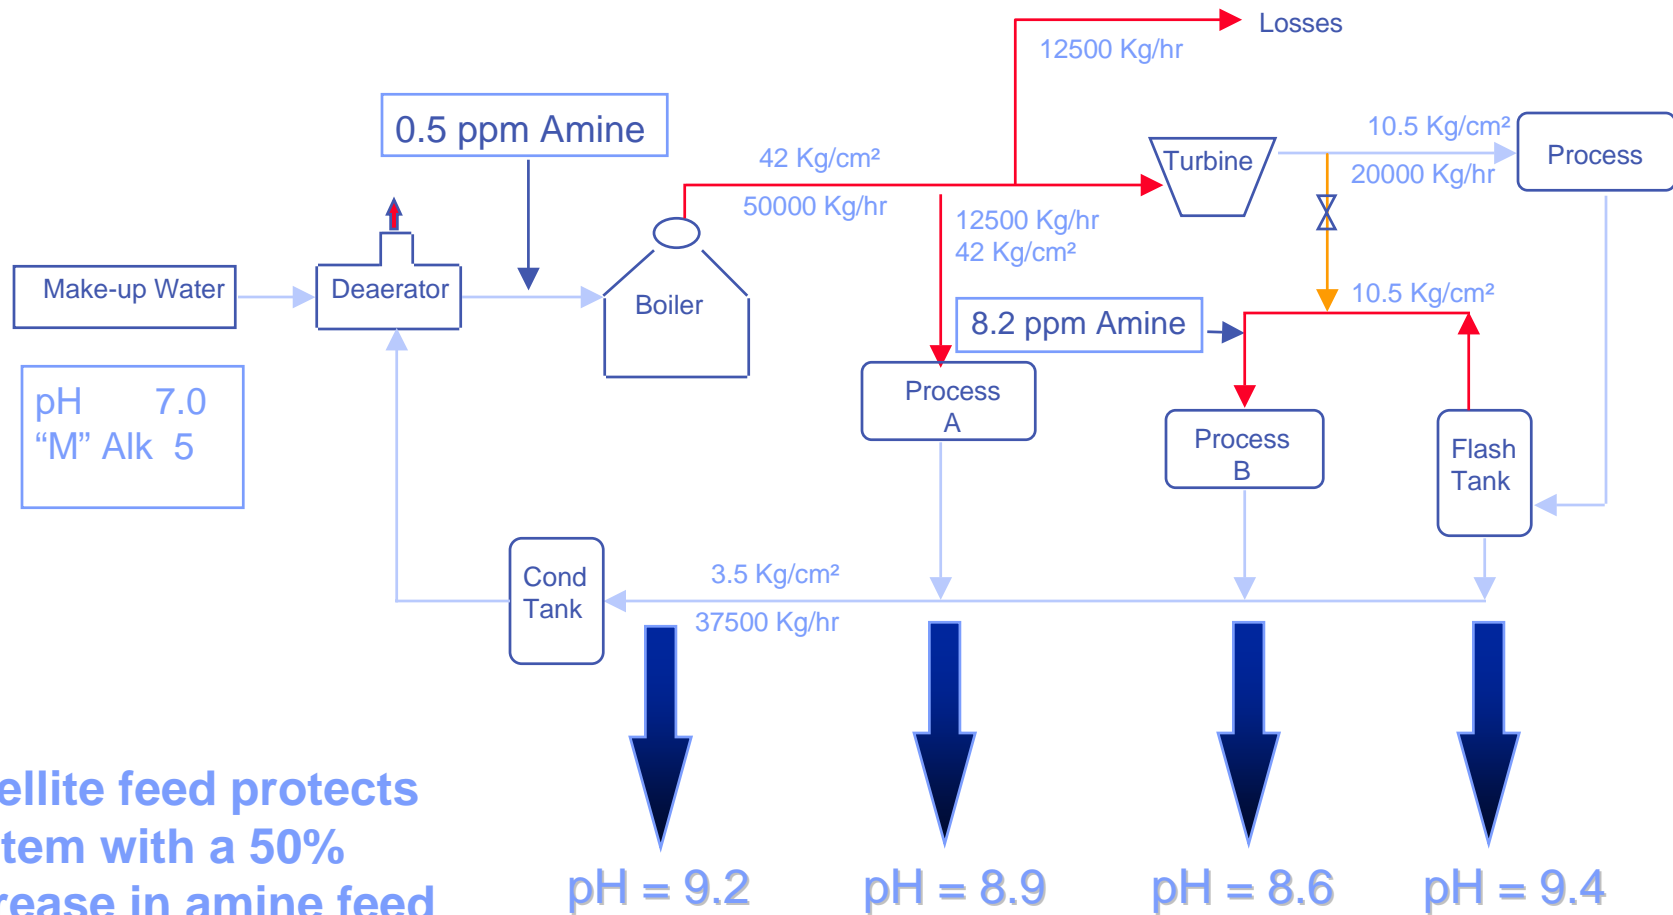 Losses
12500 Kg/hr
0.5 ppm Amine
42 Kg/cm²
50000 Kg/hr
12500 Kg/hr
42 Kg/cm²
Turbine
10.5 Kg/cm²
20000 Kg/hr
Process
Make-up Water
Deaerator
Boiler
8.2 ppm Amine
10.5 Kg/cm²
pH 7.0
“M” Alk 5
Process
A
Process
B
Flash
Tank
Cond
Tank
3.5 Kg/cm²
37500 Kg/hr
ellite feed protects
tem with a 50%
rease in amine feed
pH = 9.2
pH = 8.9
pH = 8.6
pH = 9.4